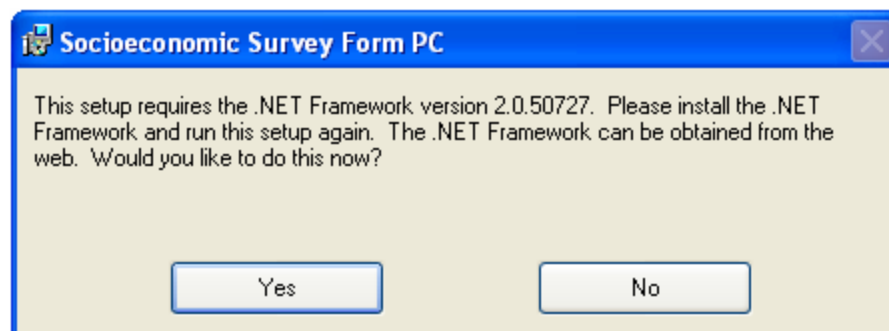 Socioeconomic Survey Form PC
This setup requires the .NET Framework version 2.0.50727.  Please install the .NET
Framework and run this setup again.  The .NET Framework can be obtained from the
web.  Would you like to do this now?
Yes
No